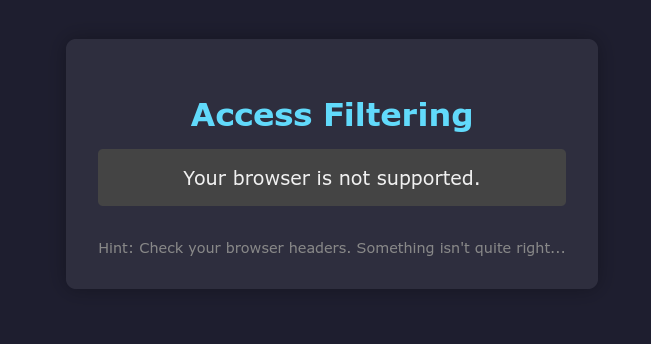 Access Filtering
Your browser is not supported.
Hint: Check your browser headers. Something isn't quite right...